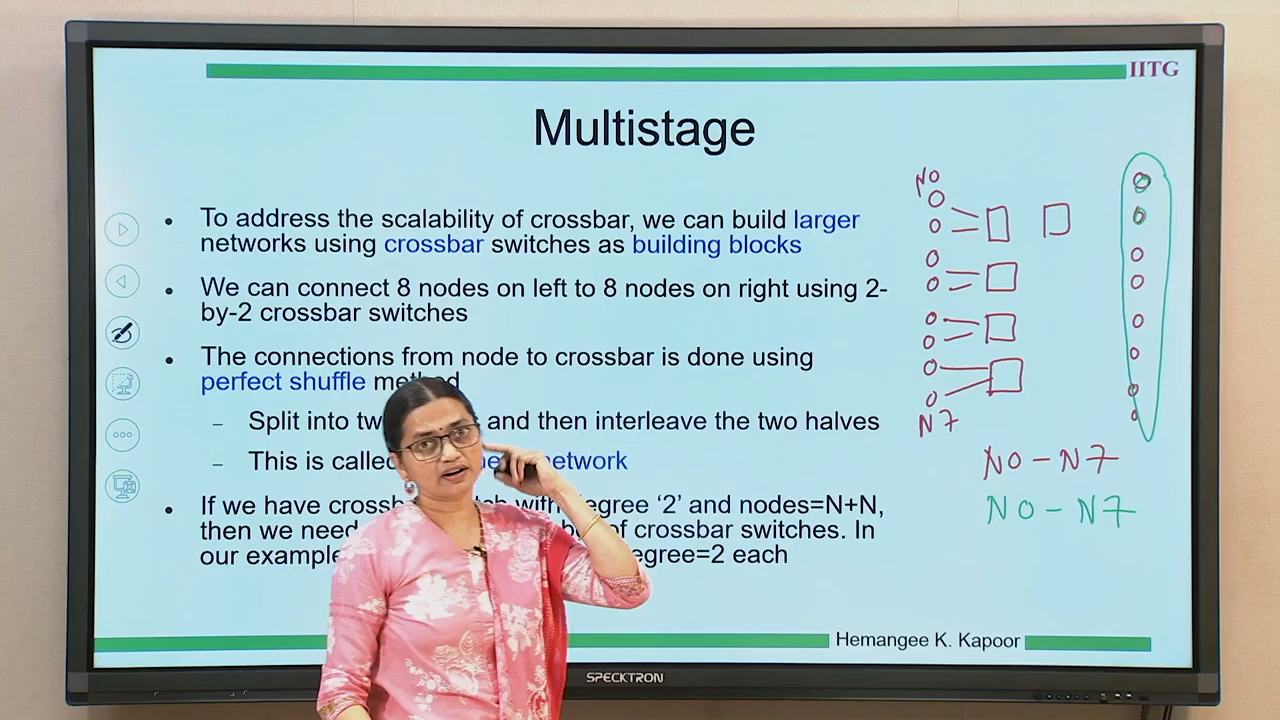 IITG
Multistage
• To address the scalability of crossbar, we can build larger
networks using crossbar switches as building blocks
• We can connect 8 nodes on left to 8 nodes on right using 2-
by-2 crossbar switches
• The connections from node to crossbar is done using
perfect shuffle
– Split into and then interleave the two halves
– This is called network
• If we have degree '2' and nodes=N+N,
then we need of crossbar switches. In
our example degree=2 each
N0
N7
N0 - N7
N0 - N7
Hemangee K. Kapoor
SPECKTRON